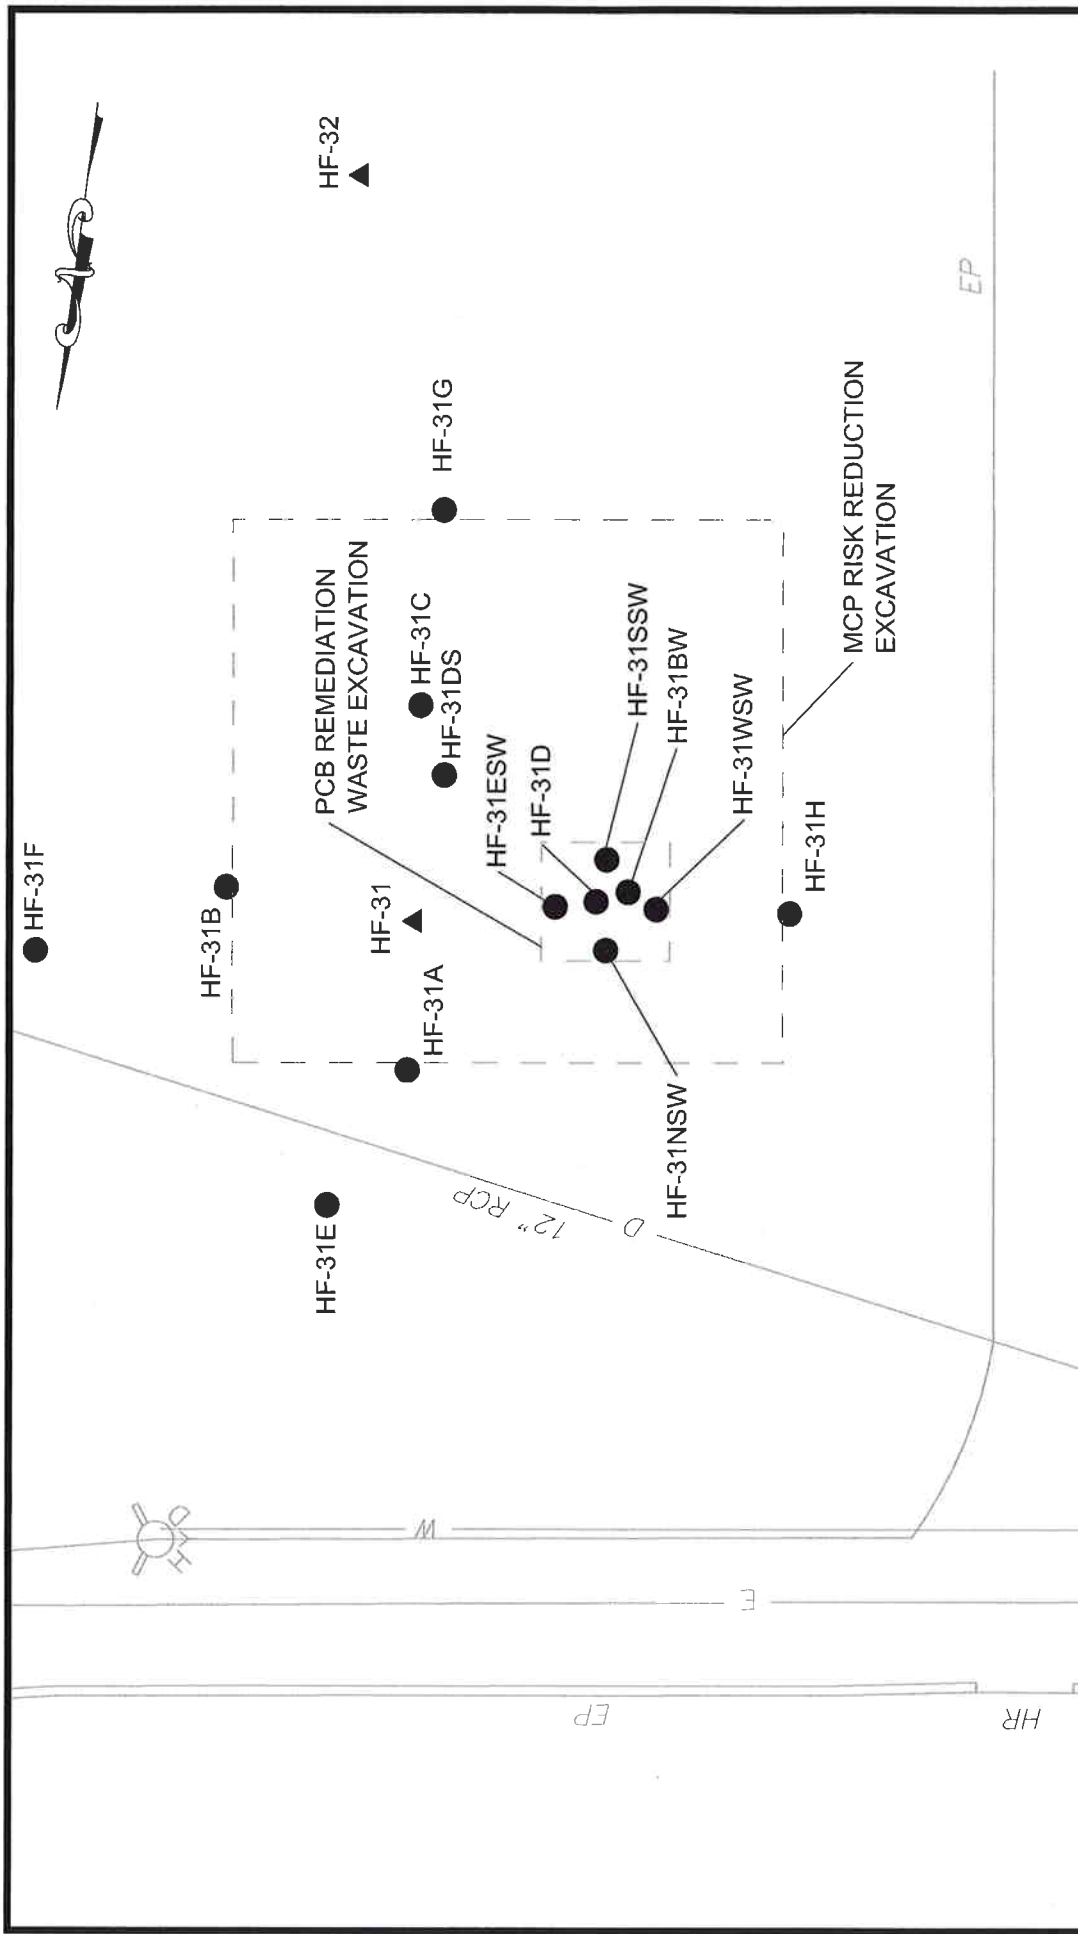 HF-31F
HF-32
HF-31B
EP
HF-31G
PCB REMEDIATION
WASTE EXCAVATION
HF-31C
HF-31DS
HF-31
HF-31A
HF-31ESW
HF-31D
HF-31SSW
HF-31BW
HF-31WSW
MCP RISK REDUCTION
EXCAVATION
HF-31H
HF-31NSW
HF-31E
12" RCP
D
HYD
W
E
EP
HR